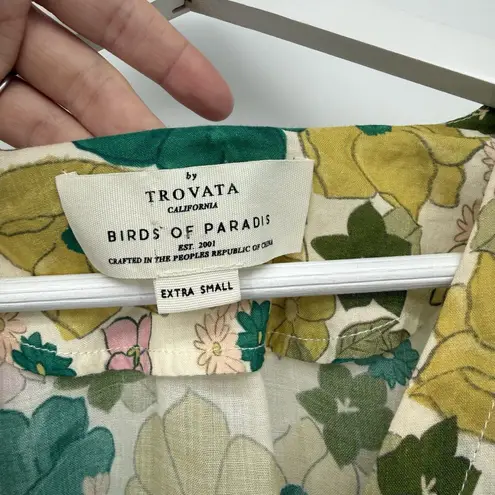 by
TROVATA
CALIFORNIA
BIRDS OF PARADIS
EST. 2001
CRAFTED IN THE PEOPLES REPUBLIC OF CHINA
EXTRA SMALL